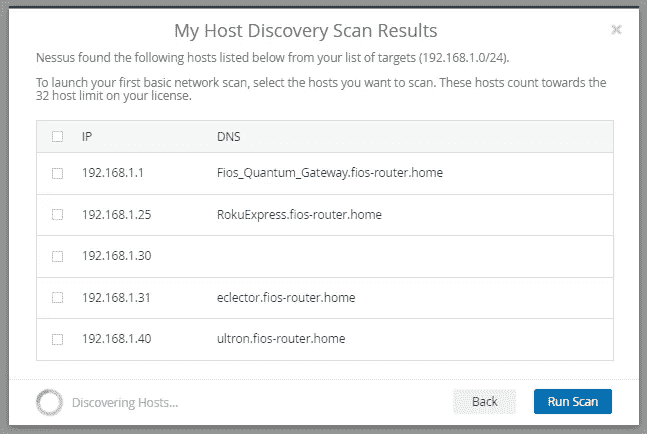 My Host Discovery Scan Results
Nessus found the following hosts listed below from your list of targets (192.168.1.0/24).
To launch your first basic network scan, select the hosts you want to scan. These hosts count towards the
32 host limit on your license.
IP DNS
192.168.1.1 Fios_Quantum_Gateway.fios-router.home
192.168.1.25 RokuExpress.fios-router.home
192.168.1.30
192.168.1.31 eclector.fios-router.home
192.168.1.40 ultron.fios-router.home
Discovering Hosts... Back Run Scan